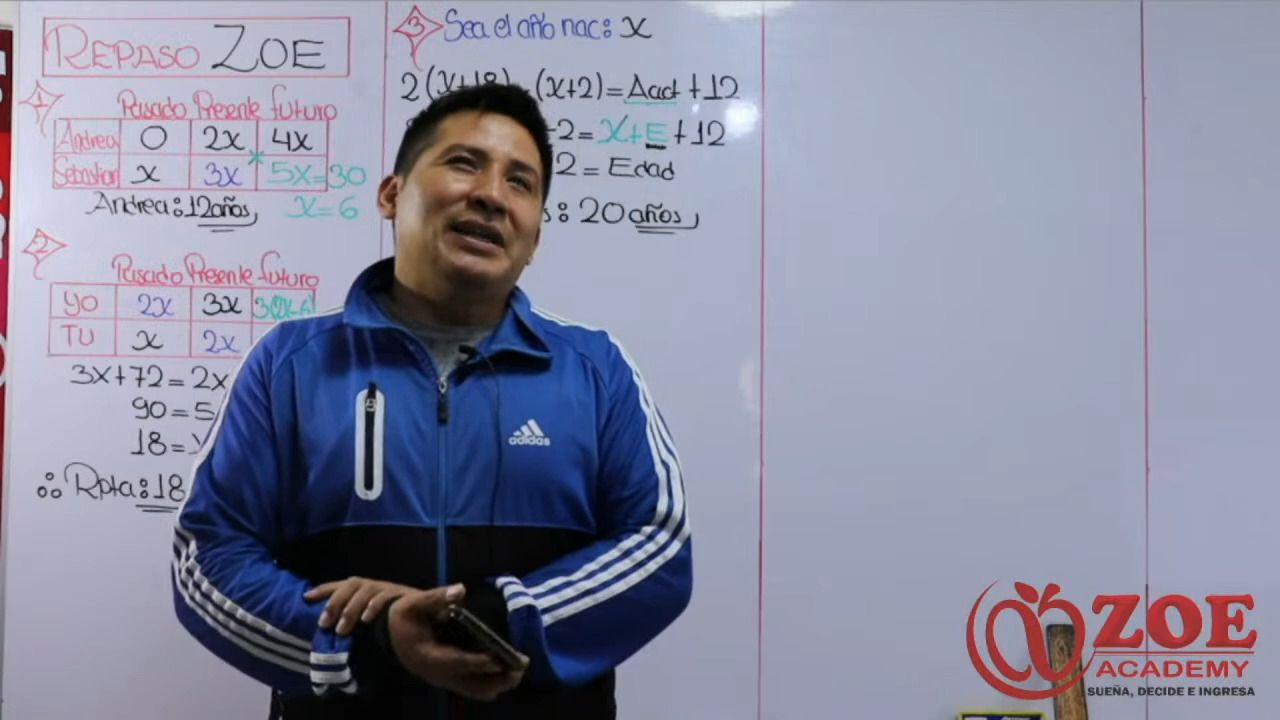 REPASO ZOE
1
Pasado Presente futuro
Andrea 0 2x 4x
Sebastian x 3x 5x=30
Andrea: 12 años x=6
2
Pasado Presente futuro
YO 2x 3x
TU x 2x
3x+72=2x
90=5
18=
∴ Rpta: 18
3 Sea el año nac: x
2(x+18) (x+2)=Aact+12
2=x+E+12
2=Edad
s: 20 años
adidas
ZOE
ACADEMY
SUEÑA, DECIDE E INGRESA